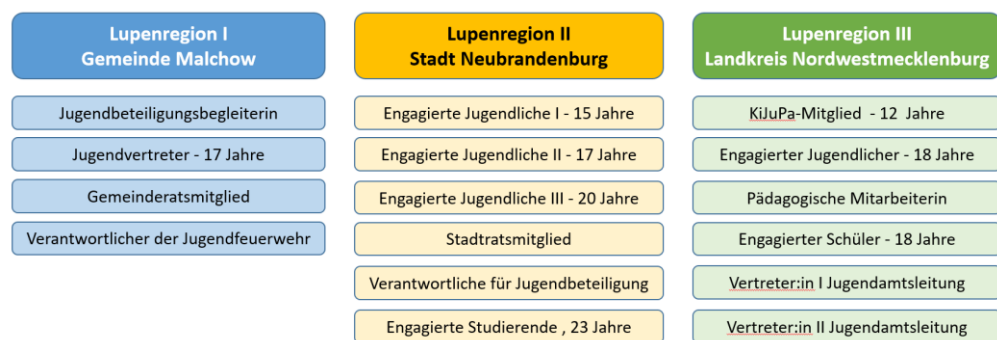 Lupenregion I
Gemeinde Malchow
Jugendbeteiligungsbegleiterin
Jugendvertreter - 17 Jahre
Gemeinderatsmitglied
Verantwortlicher der Jugendfeuerwehr
Lupenregion II
Stadt Neubrandenburg
Engagierte Jugendliche I - 15 Jahre
Engagierte Jugendliche II - 17 Jahre
Engagierte Jugendliche III - 20 Jahre
Stadtratsmitglied
Verantwortliche für Jugendbeteiligung
Engagierte Studierende , 23 Jahre
Lupenregion III
Landkreis Nordwestmecklenburg
KiJuPa-Mitglied - 12 Jahre
Engagierter Jugendlicher - 18 Jahre
Pädagogische Mitarbeiterin
Engagierter Schüler - 18 Jahre
Vertreter:in I Jugendamtsleitung
Vertreter:in II Jugendamtsleitung